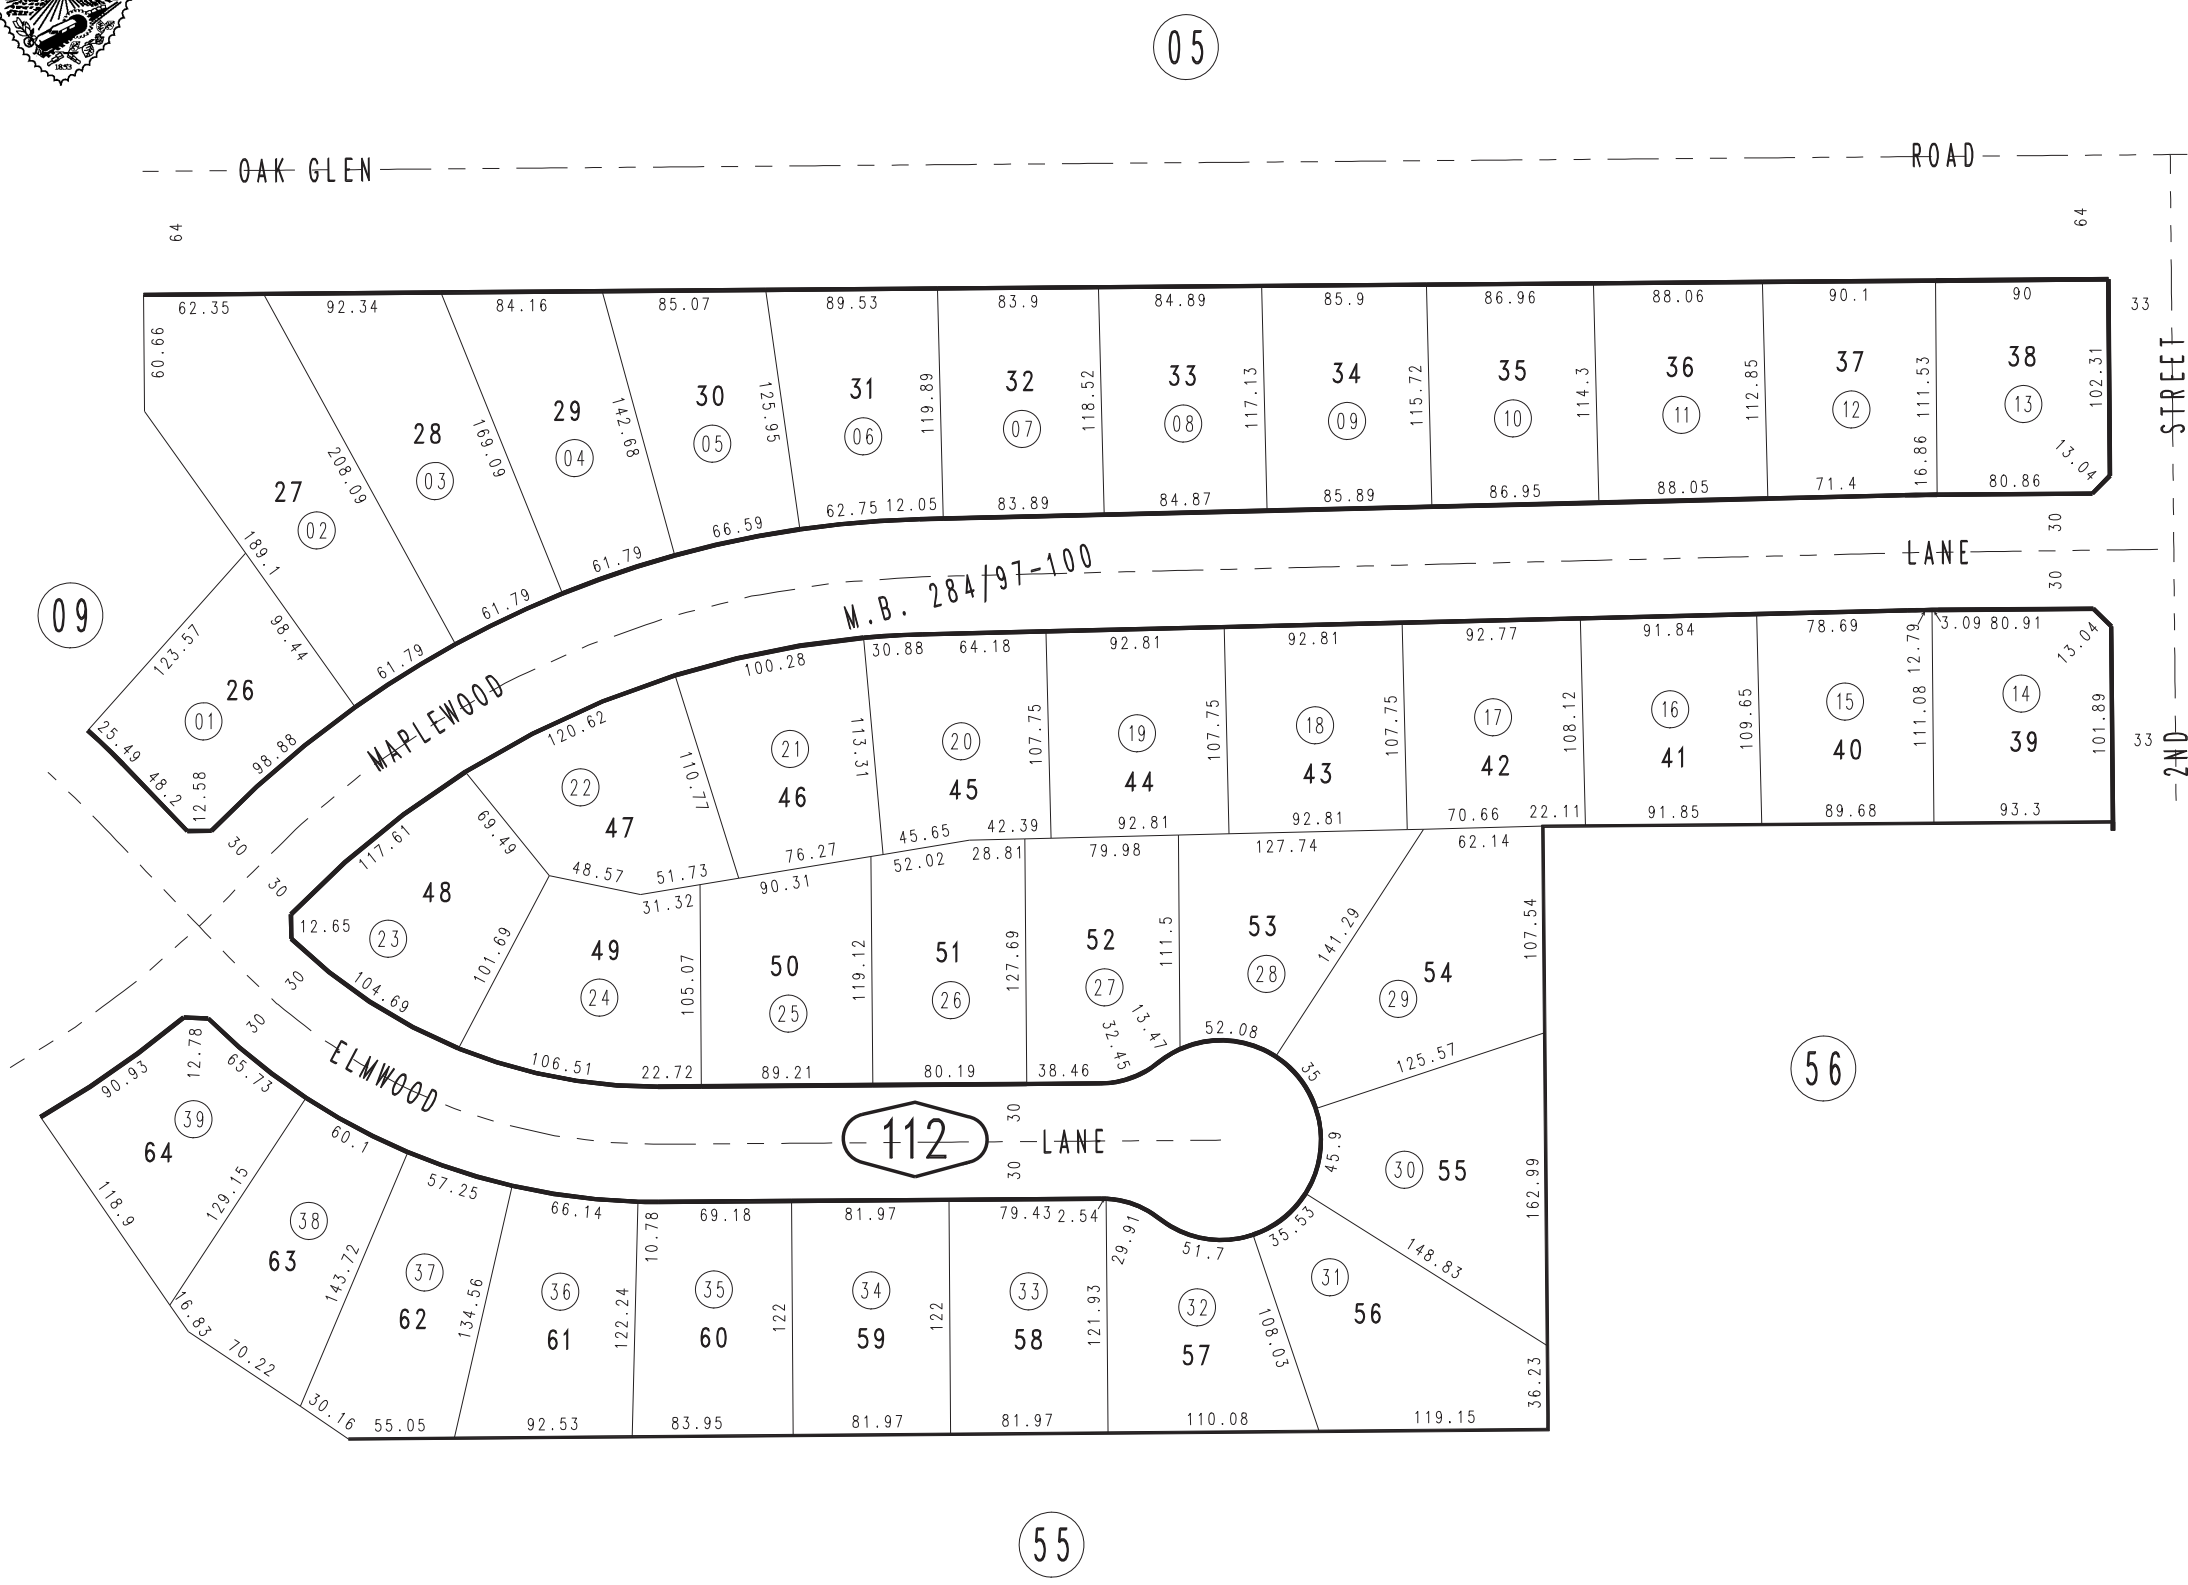 1853
05
OAK GLEN ROAD
64 64
62.35 92.34 84.16 85.07 89.53 83.9 84.89 85.9 86.96 88.06 90.1 90 33
60.66 208.09 169.09 142.68 125.95 119.89 118.52 117.13 115.72 114.3 112.85 111.53 102.31
27 28 29 30 31 32 33 34 35 36 37 38
02 03 04 05 06 07 08 09 10 11 12 13
189.1 61.79 61.79 61.79 66.59 62.75 12.05 83.89 84.87 85.89 86.95 88.05 71.4 16.86 80.86 13.04
STREET
30
MAPLEWOOD M.B. 284/97-100 LANE
30
09
123.57 98.44
26
01
25.49 48.2 12.58 98.88
30
30
117.61 120.62 100.28 30.88 64.18 92.81 92.81 92.77 91.84 78.69 12.79 3.09 80.91 13.04
69.49 110.77 113.31 107.75 107.75 107.75 108.12 109.65 111.08 101.89 33
2ND
23 22 21 20 19 18 17 16 15 14
48 47 46 45 44 43 42 41 40 39
48.57 51.73 76.27 45.65 42.39 92.81 92.81 70.66 22.11 91.85 89.68 93.3
12.65 31.32 90.31 52.02 28.81 79.98 127.74 62.14
101.69 105.07 119.12 127.69 111.5 141.29 107.54
49 50 51 52 53 54
24 25 26 27 28 29
104.69 106.51 22.72 89.21 80.19 38.46 32.45 13.47 52.08 35 125.57
30
30
ELMWOOD 112 LANE
30
30
56
90.93 12.78 65.73 60.1 57.25 66.14 10.78 69.18 81.97 79.43 2.54 29.91 51.7 35.53 45.9
30 55
162.99
39 38 37 36 35 34 33 32 31
64 63 62 61 60 59 58 57 56
118.9 129.15 143.72 134.56 122.24 122 122 121.93 108.03 148.83 36.23
16.83 70.22 30.16 55.05 92.53 83.95 81.97 81.97 110.08 119.15
55